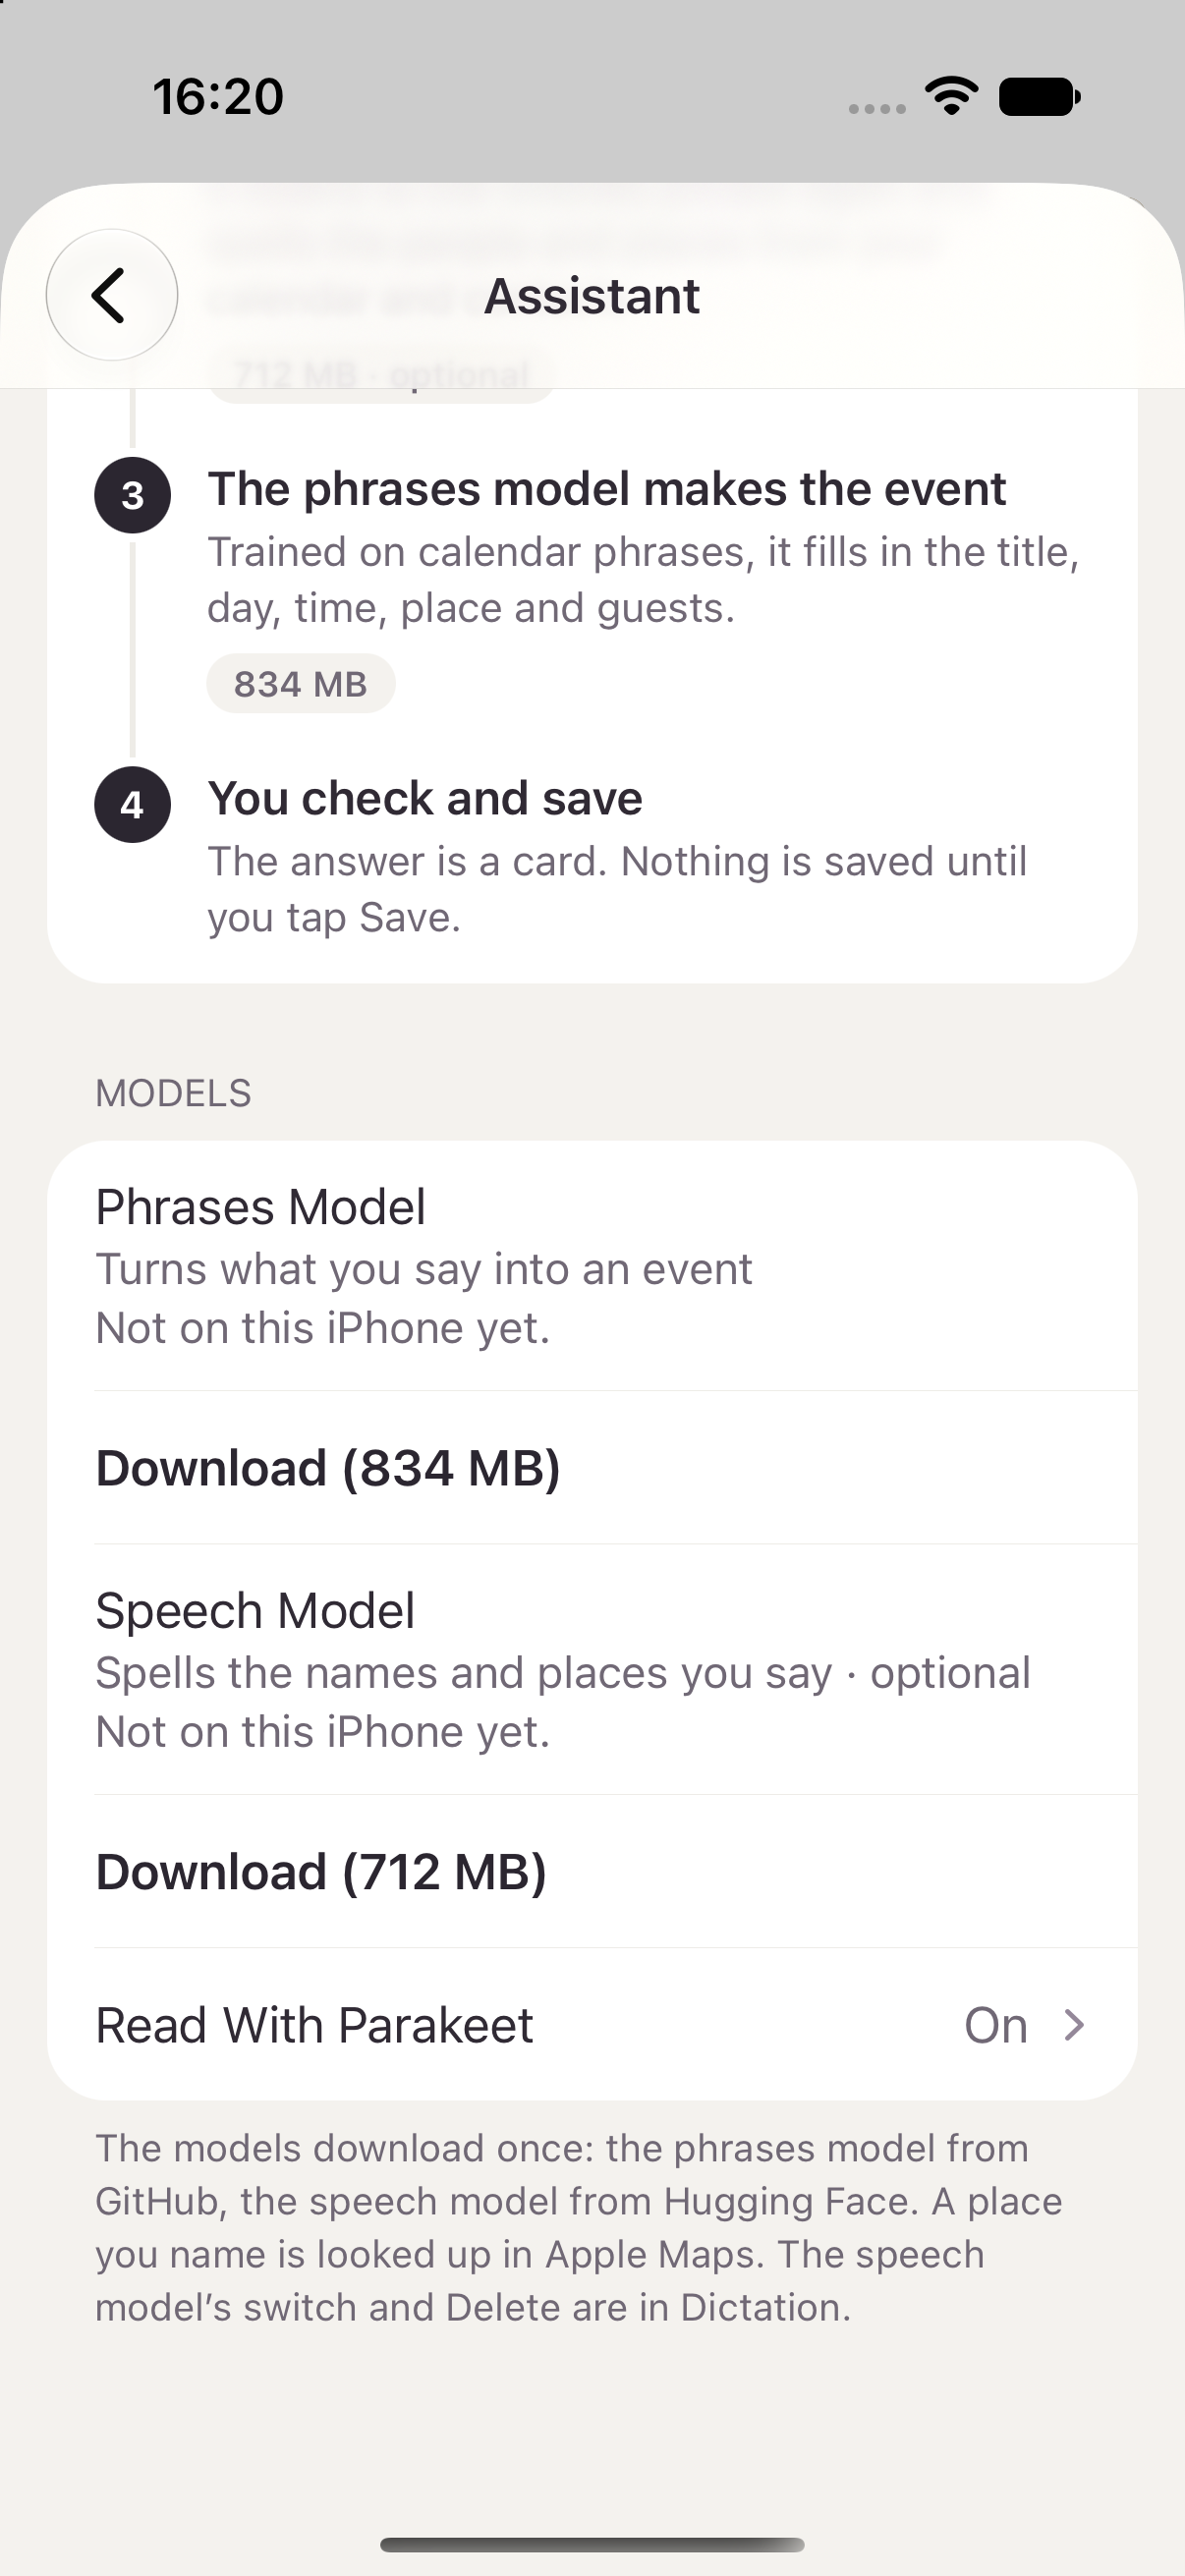 16:20
Assistant
712 MB · optional
3
The phrases model makes the event
Trained on calendar phrases, it fills in the title,
day, time, place and guests.
834 MB
4
You check and save
The answer is a card. Nothing is saved until
you tap Save.
MODELS
Phrases Model
Turns what you say into an event
Not on this iPhone yet.
Download (834 MB)
Speech Model
Spells the names and places you say · optional
Not on this iPhone yet.
Download (712 MB)
Read With Parakeet
On
The models download once: the phrases model from
GitHub, the speech model from Hugging Face. A place
you name is looked up in Apple Maps. The speech
model’s switch and Delete are in Dictation.